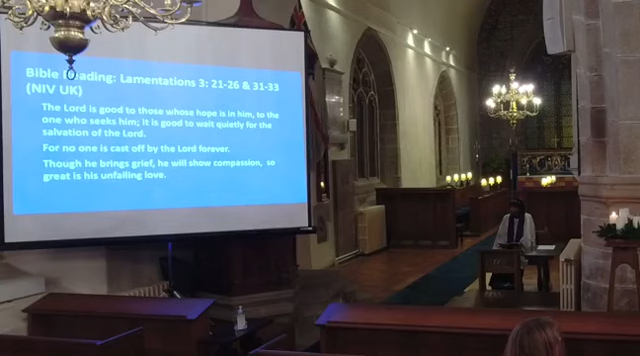 Bible Reading: Lamentations 3: 21-26 & 31-33
(NIV UK)
The Lord is good to those whose hope is in him, to the
one who seeks him; it is good to wait quietly for the
salvation of the Lord.
For no one is cast off by the Lord forever.
Though he brings grief, he will show compassion, so
great is his unfailing love.